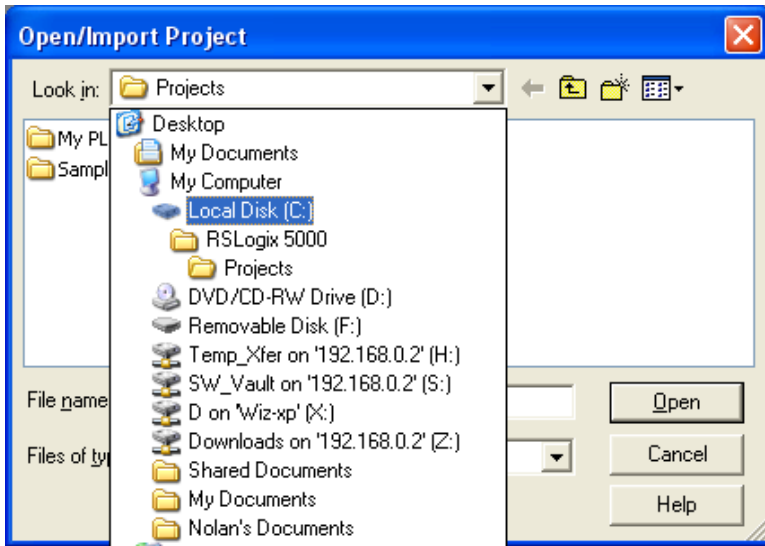 Open/Import Project
Look in: Projects
My PL
Sampl
Desktop
My Documents
My Computer
Local Disk (C:)
RSLogix 5000
Projects
DVD/CD-RW Drive (D:)
Removable Disk (F:)
Temp_Xfer on '192.168.0.2' (H:)
SW_Vault on '192.168.0.2' (S:)
D on 'Wiz-xp' (X:)
Downloads on '192.168.0.2' (Z:)
Shared Documents
My Documents
Nolan's Documents
File name
Open
Files of ty
Cancel
Help